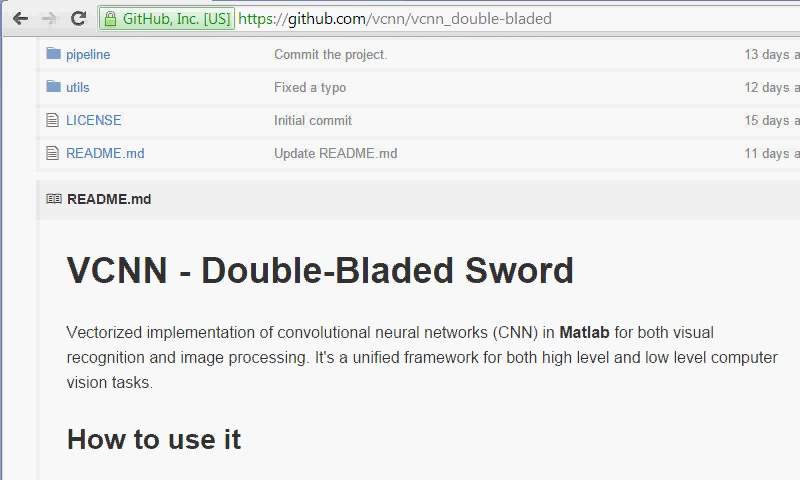 GitHub, Inc. [US] https://github.com/vcnn/vcnn_double-bladed
pipeline Commit the project. 13 days a
utils Fixed a typo 12 days a
LICENSE Initial commit 15 days a
README.md Update README.md 11 days a
README.md
VCNN - Double-Bladed Sword
Vectorized implementation of convolutional neural networks (CNN) in Matlab for both visual
recognition and image processing. It's a unified framework for both high level and low level computer
vision tasks.
How to use it